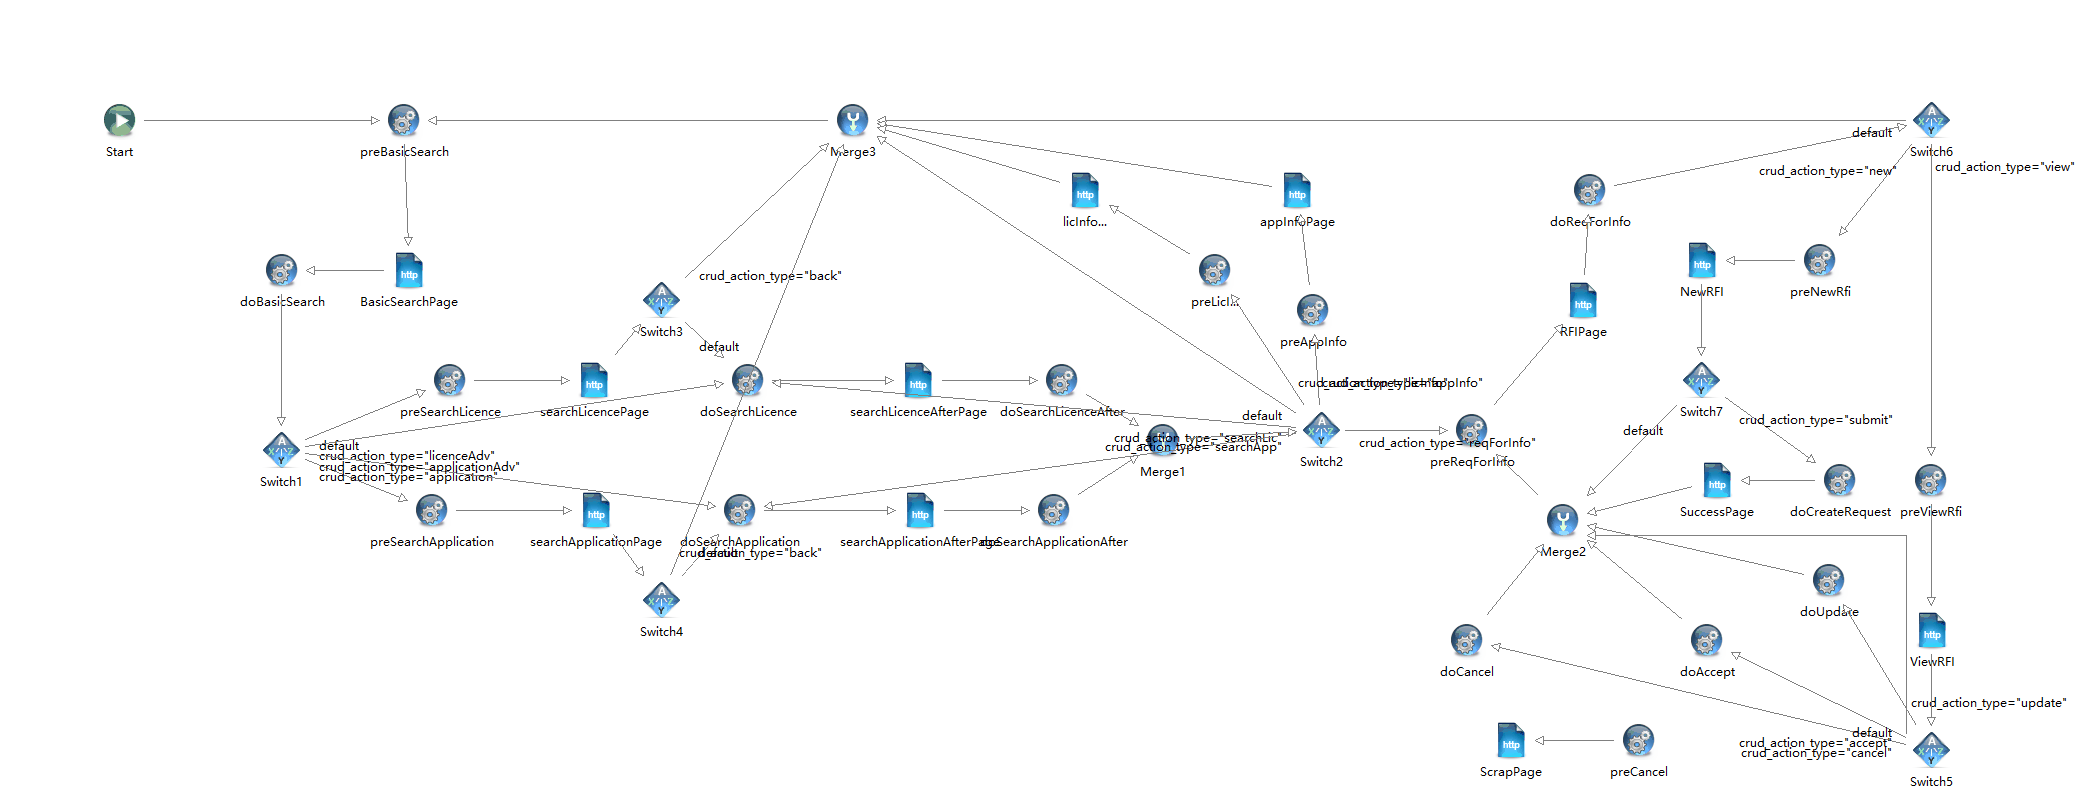 Start
preBasicSearch
Merge3
default
Switch6
crud_action_type="view"
crud_action_type="new"
licInfo...
appInfoPage
doReqForInfo
crud_action_type="back"
doBasicSearch
BasicSearchPage
preLicI...
NewRFI
preNewRfi
Switch3
default
preAppInfo
RFIPage
preSearchLicence
searchLicencePage
doSearchLicence
searchLicenceAfterPage
doSearchLicenceAfter
default
Switch7
crud_action_type="submit"
default
default
crud_action_type="licenceAdv"
crud_action_type="applicationAdv"
crud_action_type="application"
Switch1
crud_action_type="searchLic"
crud_action_type="searchApp"
Merge1
Switch2
crud_action_type="reqForInfo"
preReqForInfo
SuccessPage
doCreateRequest
preViewRfi
preSearchApplication
searchApplicationPage
doSearchApplication
searchApplicationAfterPage
doSearchApplicationAfter
default
crud_action_type="back"
Merge2
Switch4
doUpdate
doCancel
doAccept
ViewRFI
crud_action_type="update"
default
crud_action_type="accept"
crud_action_type="cancel"
ScrapPage
preCancel
Switch5